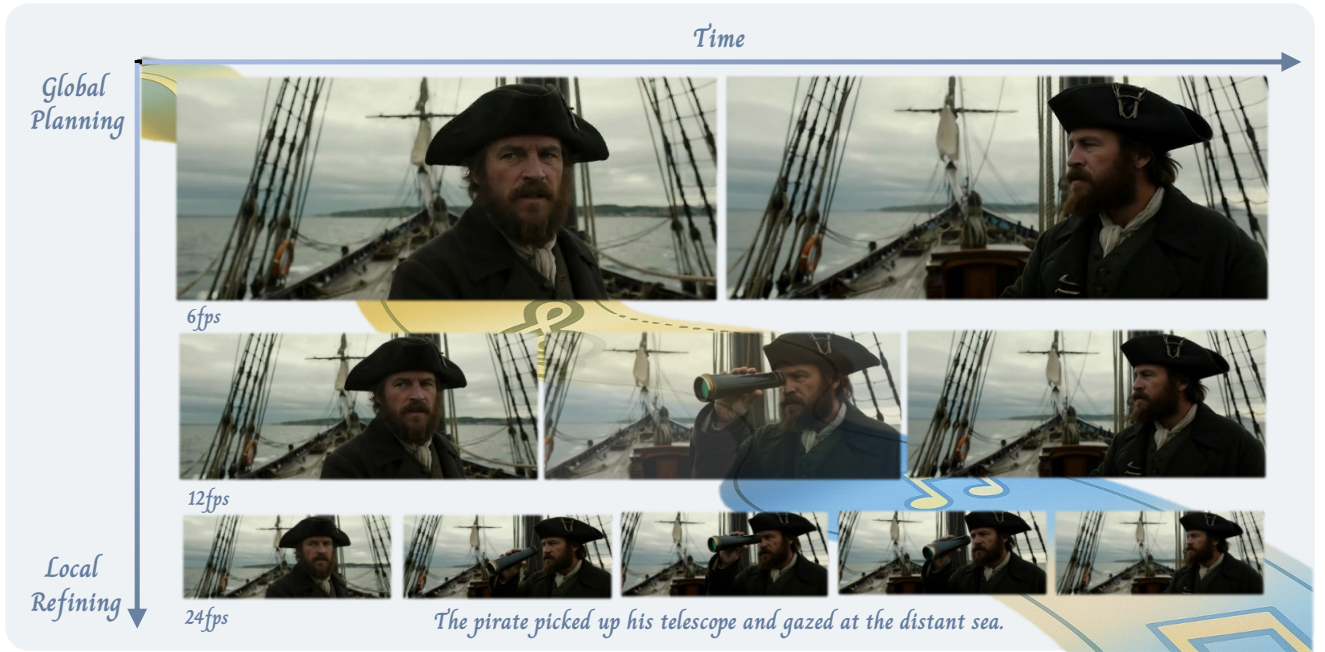 Time
Global
Planning
6fps
12fps
Local
Refining
24fps
The pirate picked up his telescope and gazed at the distant sea.